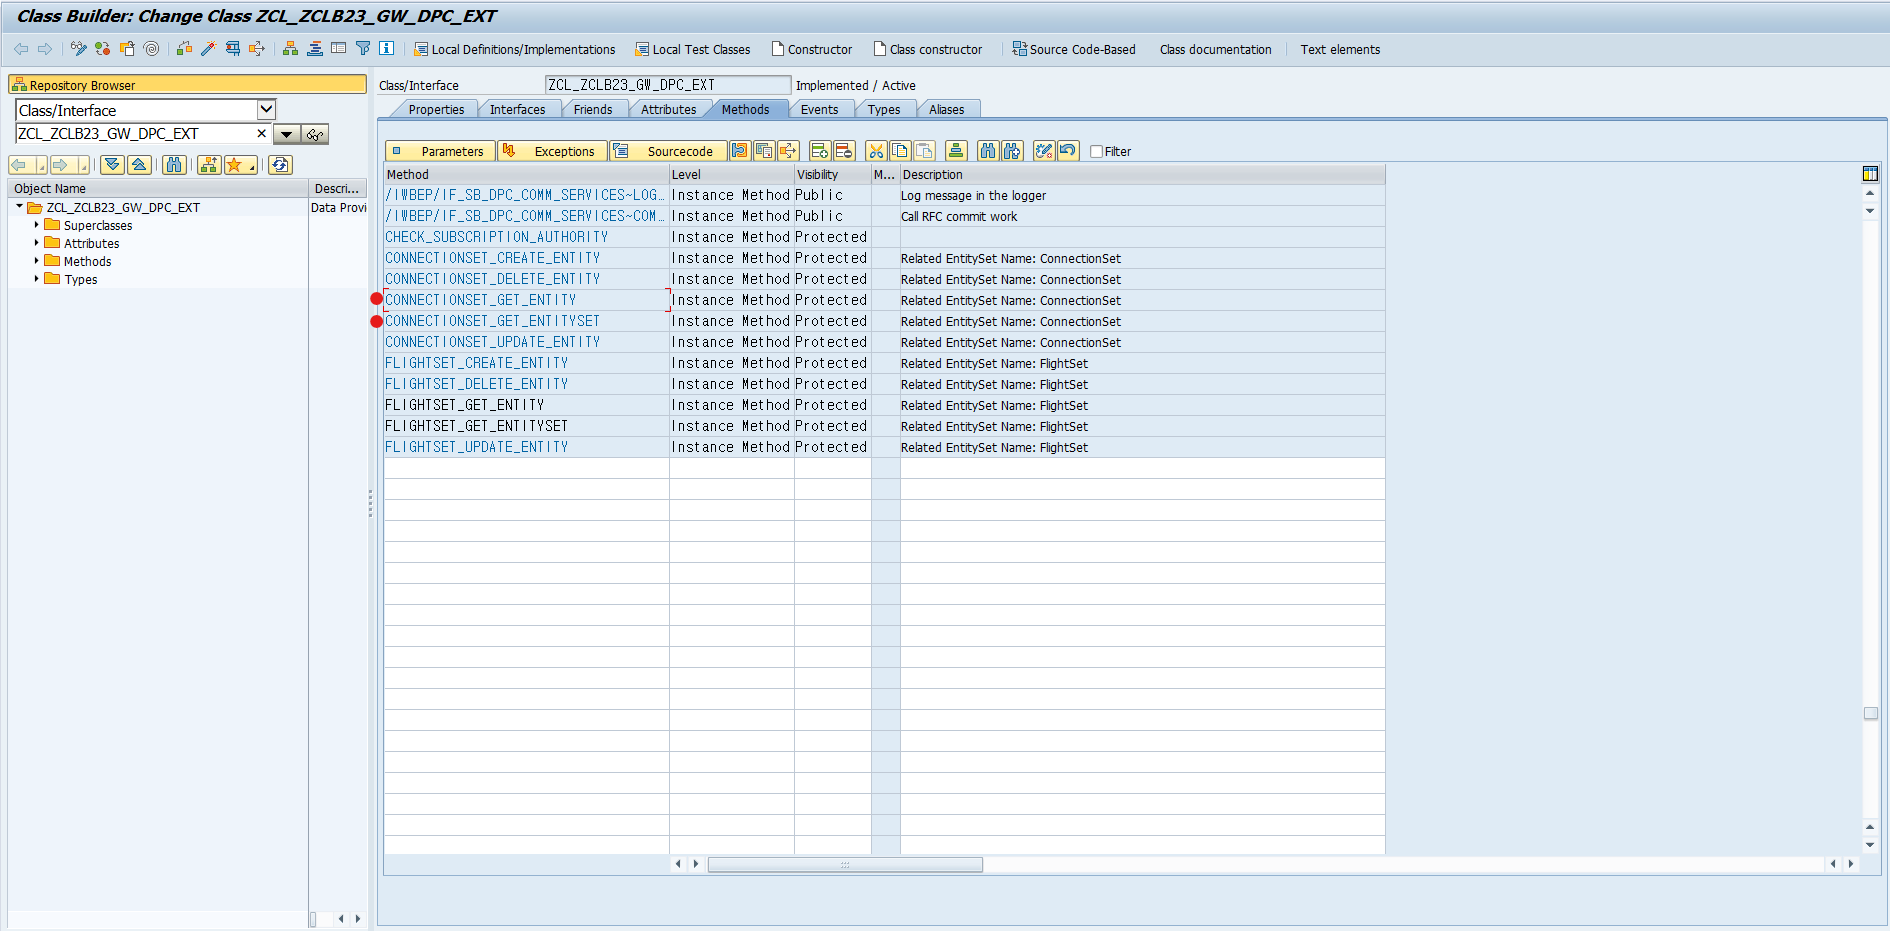 Class Builder: Change Class ZCL_ZCLB23_GW_DPC_EXT
Local Definitions/Implementations Local Test Classes Constructor Class constructor Source Code-Based Class documentation Text elements
Repository Browser
Class/Interface
ZCL_ZCLB23_GW_DPC_EXT
Object Name Descri...
ZCL_ZCLB23_GW_DPC_EXT Data Provi
Superclasses
Attributes
Methods
Types
Class/Interface ZCL_ZCLB23_GW_DPC_EXT Implemented / Active
Properties Interfaces Friends Attributes Methods Events Types Aliases
Parameters Exceptions Sourcecode Filter
Method Level Visibility M... Description
/IWBEP/IF_SB_DPC_COMM_SERVICES~LOG... Instance Method Public Log message in the logger
/IWBEP/IF_SB_DPC_COMM_SERVICES~COM... Instance Method Public Call RFC commit work
CHECK_SUBSCRIPTION_AUTHORITY Instance Method Protected
CONNECTIONSET_CREATE_ENTITY Instance Method Protected Related EntitySet Name: ConnectionSet
CONNECTIONSET_DELETE_ENTITY Instance Method Protected Related EntitySet Name: ConnectionSet
CONNECTIONSET_GET_ENTITY Instance Method Protected Related EntitySet Name: ConnectionSet
CONNECTIONSET_GET_ENTITYSET Instance Method Protected Related EntitySet Name: ConnectionSet
CONNECTIONSET_UPDATE_ENTITY Instance Method Protected Related EntitySet Name: ConnectionSet
FLIGHTSET_CREATE_ENTITY Instance Method Protected Related EntitySet Name: FlightSet
FLIGHTSET_DELETE_ENTITY Instance Method Protected Related EntitySet Name: FlightSet
FLIGHTSET_GET_ENTITY Instance Method Protected Related EntitySet Name: FlightSet
FLIGHTSET_GET_ENTITYSET Instance Method Protected Related EntitySet Name: FlightSet
FLIGHTSET_UPDATE_ENTITY Instance Method Protected Related EntitySet Name: FlightSet